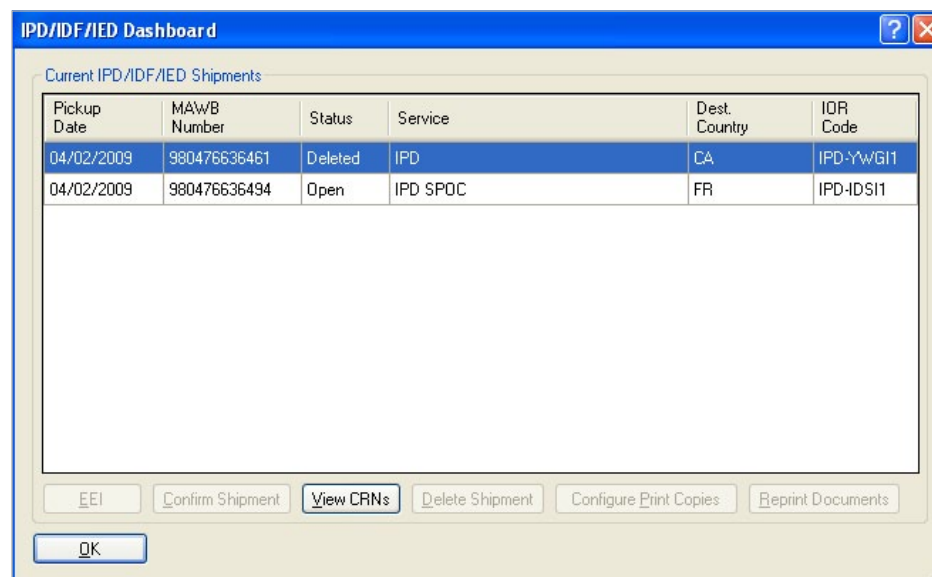 IPD/IDF/IED Dashboard
Current IPD/IDF/IED Shipments
Pickup Date MAWB Number Status Service Dest. Country IOR Code
04/02/2009 980476636461 Deleted IPD CA IPD-YWGI1
04/02/2009 980476636494 Open IPD SPOC FR IPD-IDSI1
EEI Confirm Shipment View CRNs Delete Shipment Configure Print Copies Reprint Documents
OK